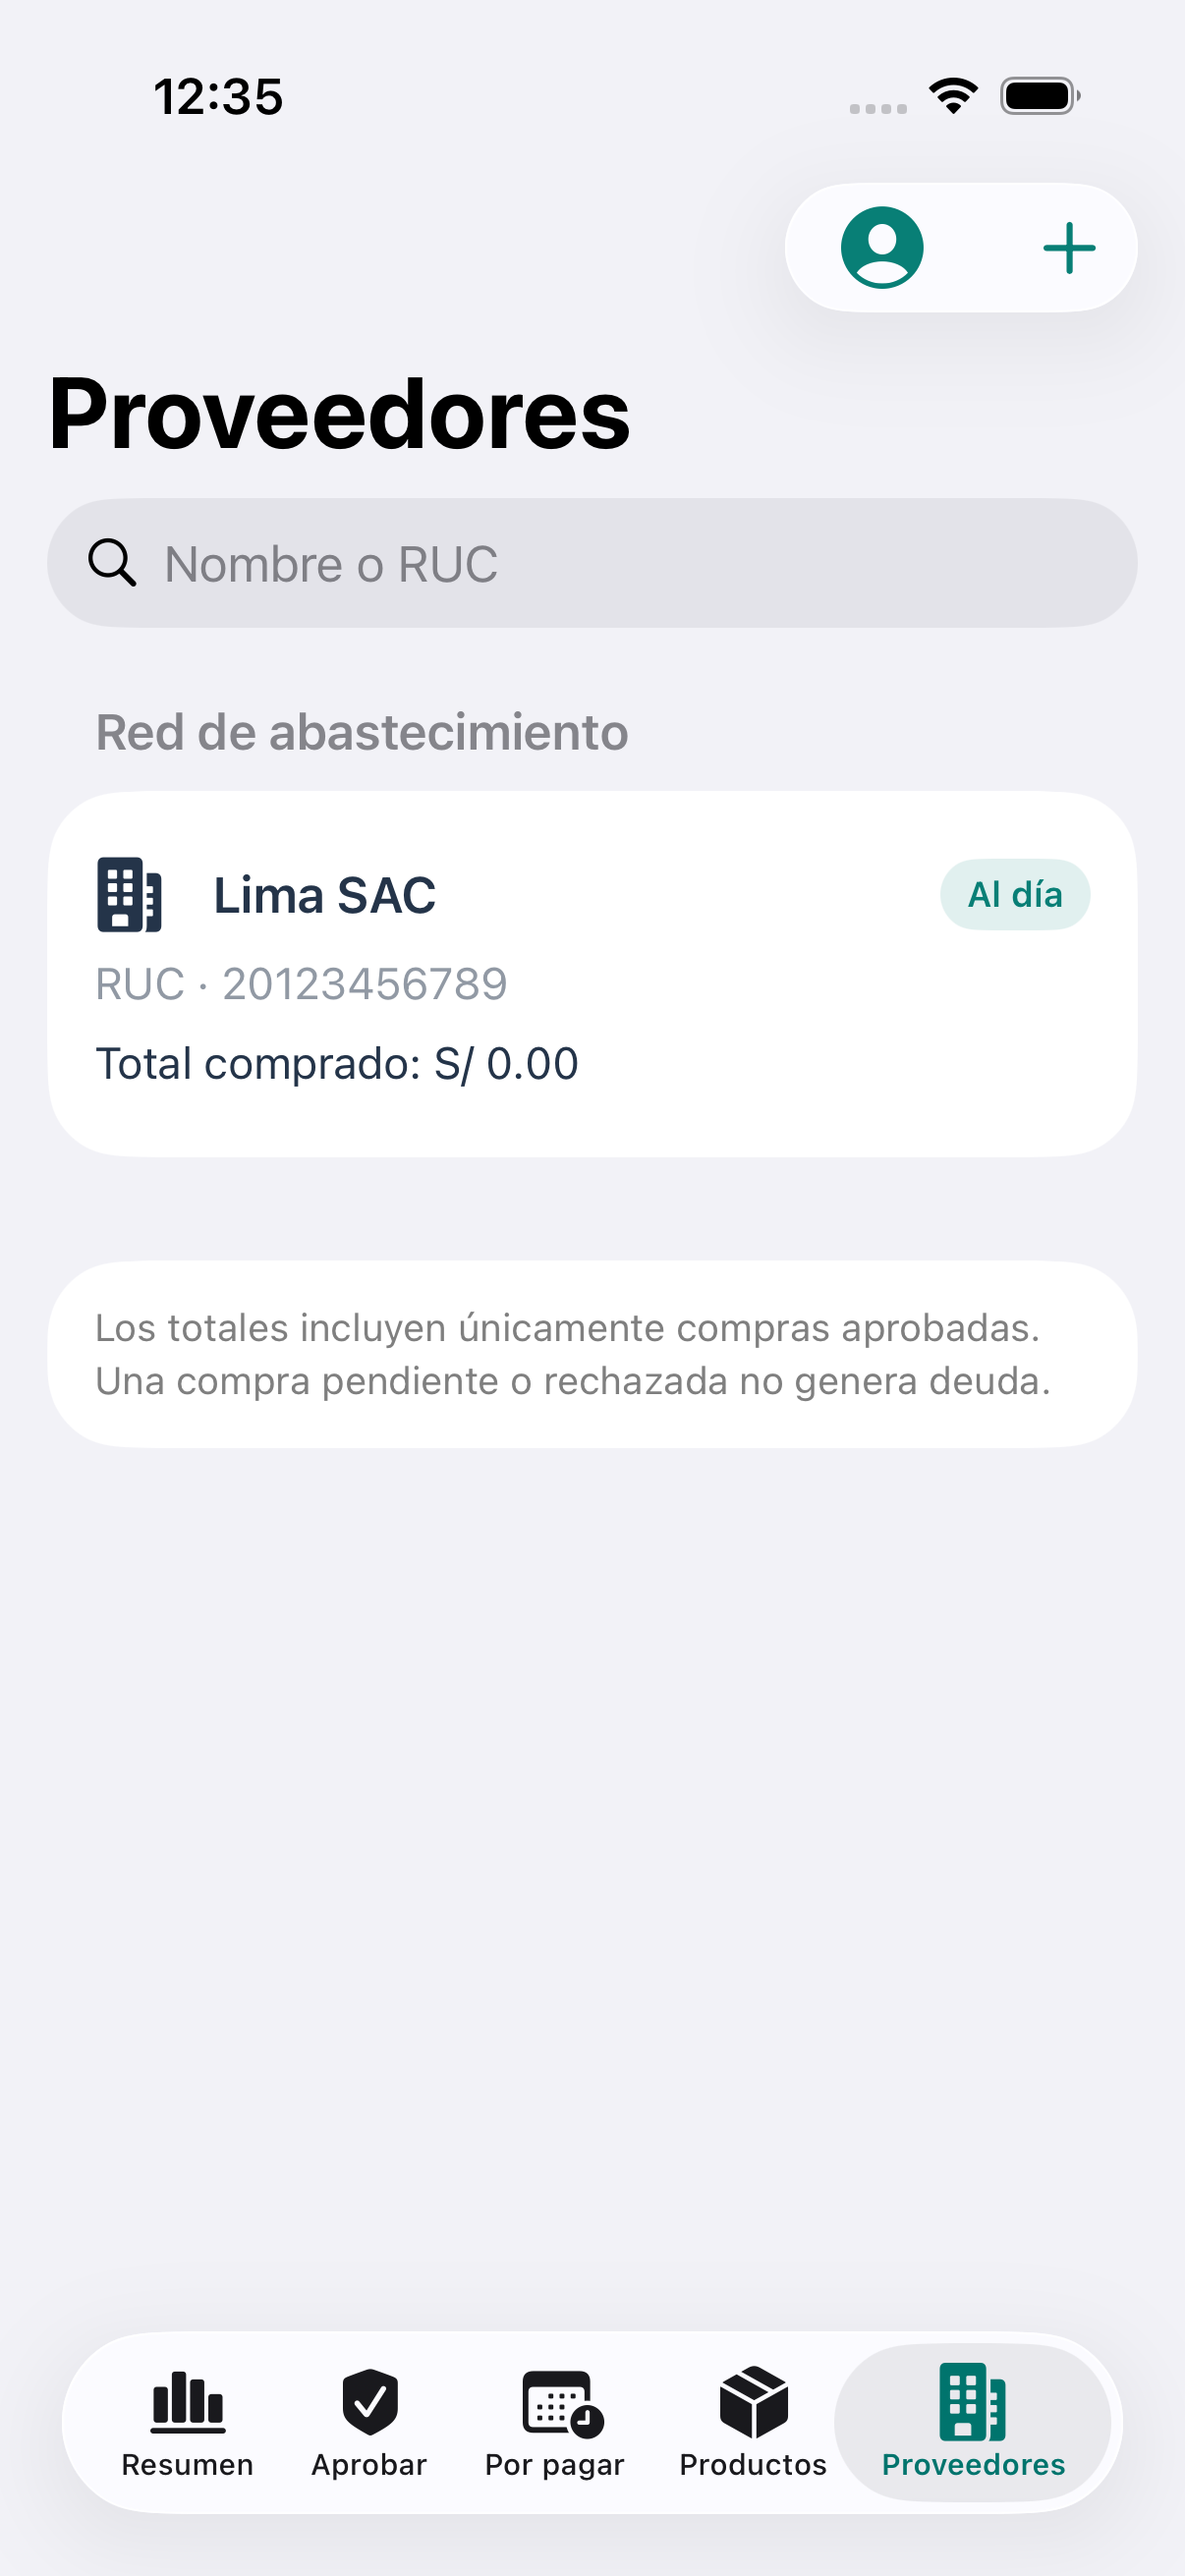 12:35
Proveedores
Nombre o RUC
Red de abastecimiento
Lima SAC
Al día
RUC · 20123456789
Total comprado: S/ 0.00
Los totales incluyen únicamente compras aprobadas.
Una compra pendiente o rechazada no genera deuda.
Resumen
Aprobar
Por pagar
Productos
Proveedores